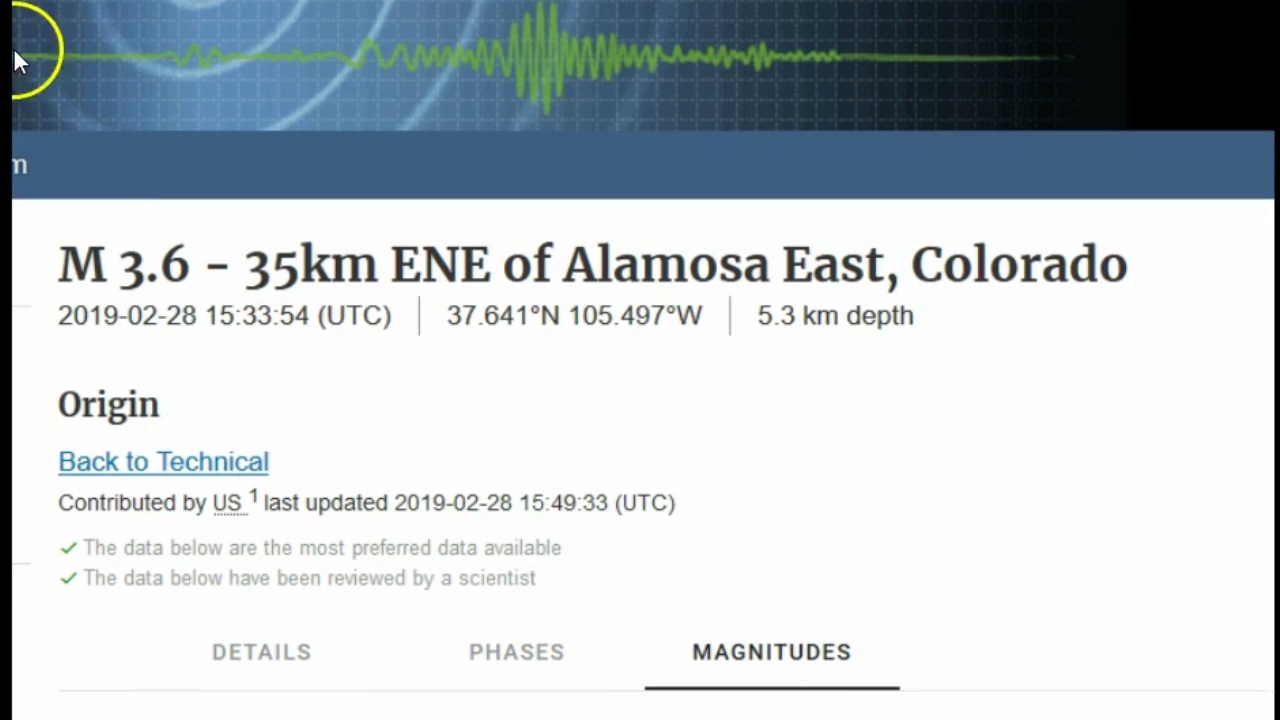 m
M 3.6 - 35km ENE of Alamosa East, Colorado
2019-02-28 15:33:54 (UTC) 37.641°N 105.497°W 5.3 km depth
Origin
Back to Technical
Contributed by US 1 last updated 2019-02-28 15:49:33 (UTC)
The data below are the most preferred data available
The data below have been reviewed by a scientist
DETAILS PHASES MAGNITUDES